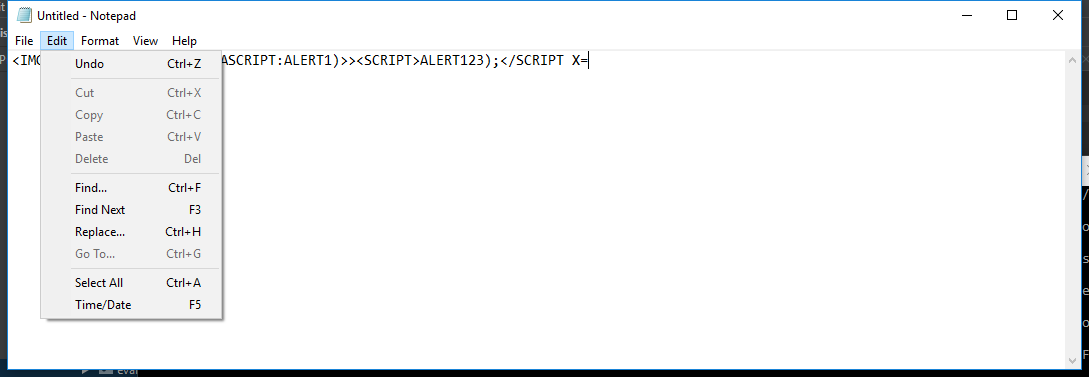 Untitled - Notepad
File Edit Format View Help
<IM ASCRIPT:ALERT1)>><SCRIPT>ALERT123);</SCRIPT X=
Undo Ctrl+Z
Cut Ctrl+X
Copy Ctrl+C
Paste Ctrl+V
Delete Del
Find... Ctrl+F
Find Next F3
Replace... Ctrl+H
Go To... Ctrl+G
Select All Ctrl+A
Time/Date F5